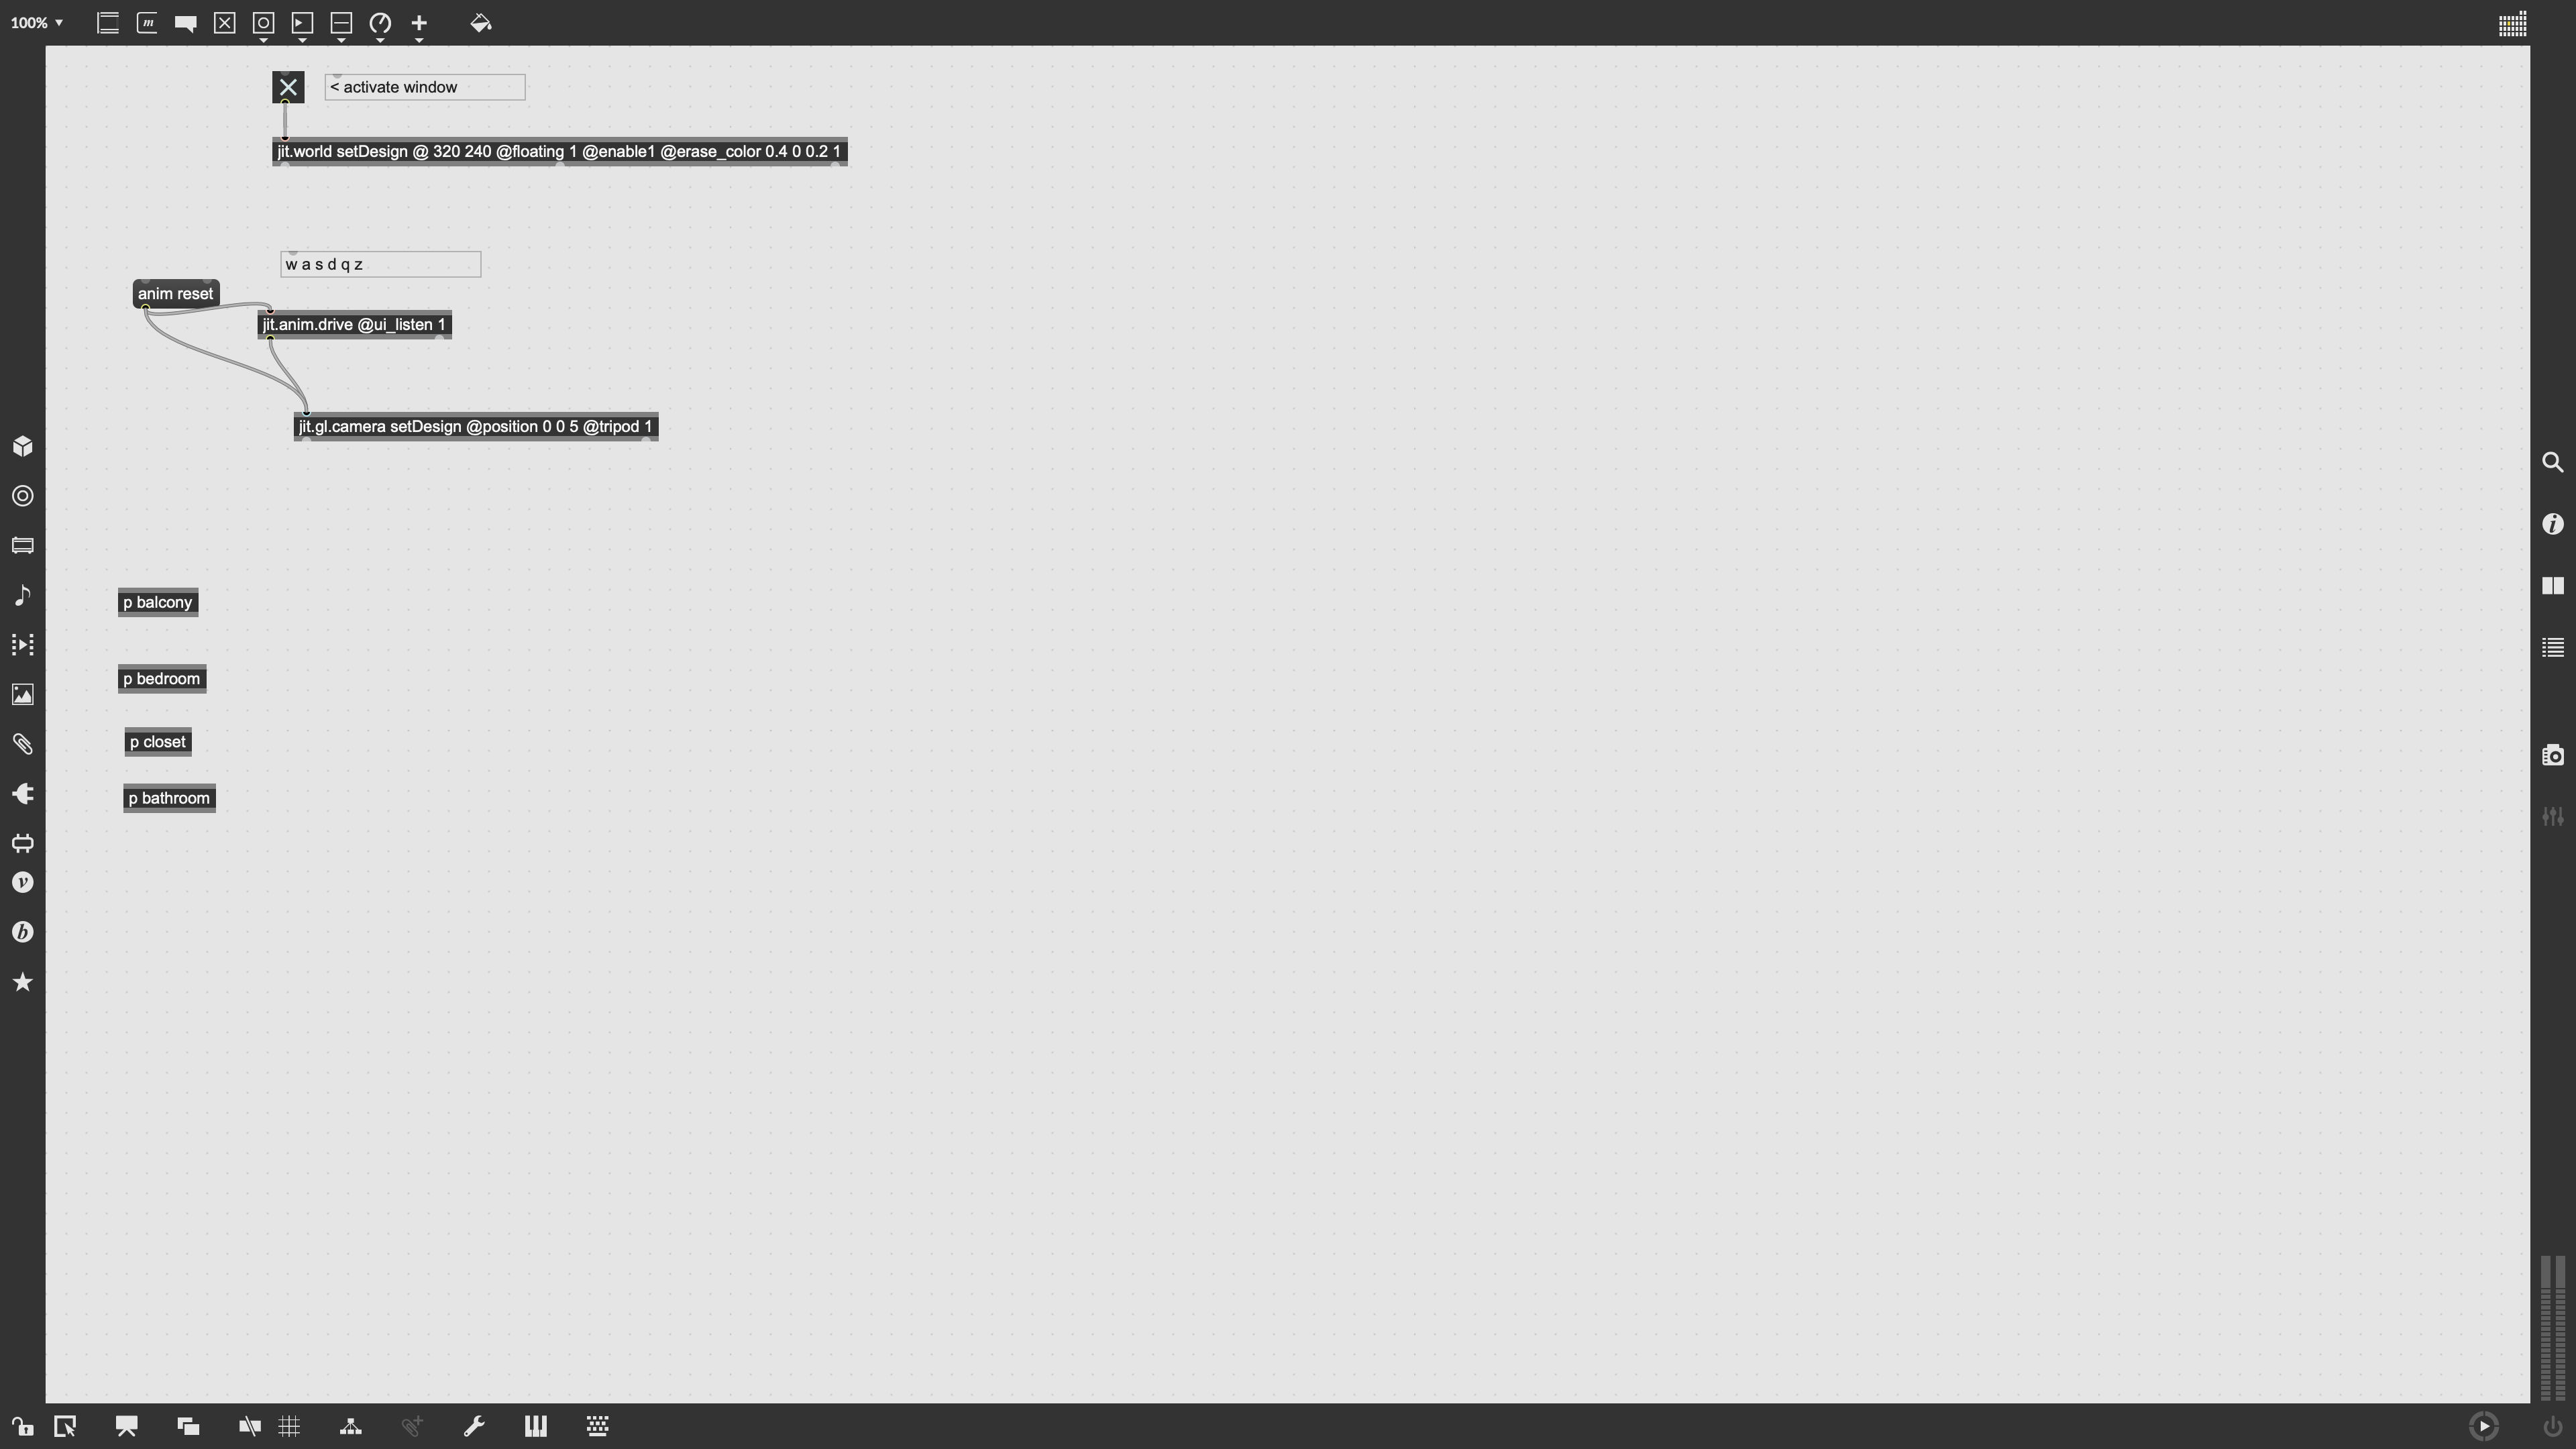 100%
< activate window
jit.world setDesign @ 320 240 @floating 1 @enable1 @erase_color 0.4 0 0.2 1
w a s d q z
anim reset
jit.anim.drive @ui_listen 1
jit.gl.camera setDesign @position 0 0 5 @tripod 1
p balcony
p bedroom
p closet
p bathroom